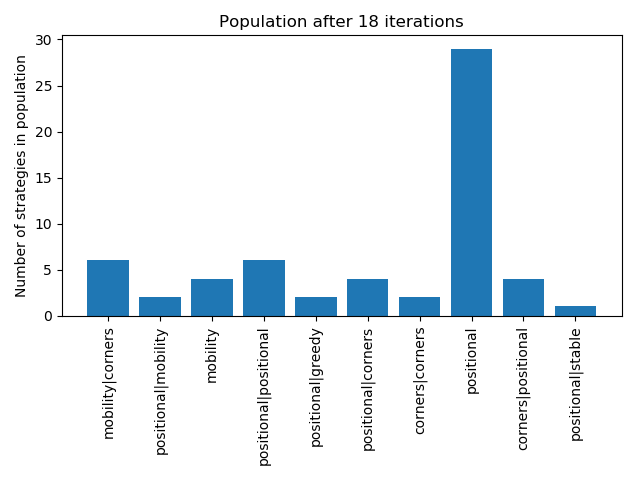 Population after 18 iterations
Number of strategies in population
30
25
20
15
10
5
0
mobility|corners
positional|mobility
mobility
positional|positional
positional|greedy
positional|corners
corners|corners
positional
corners|positional
positional|stable